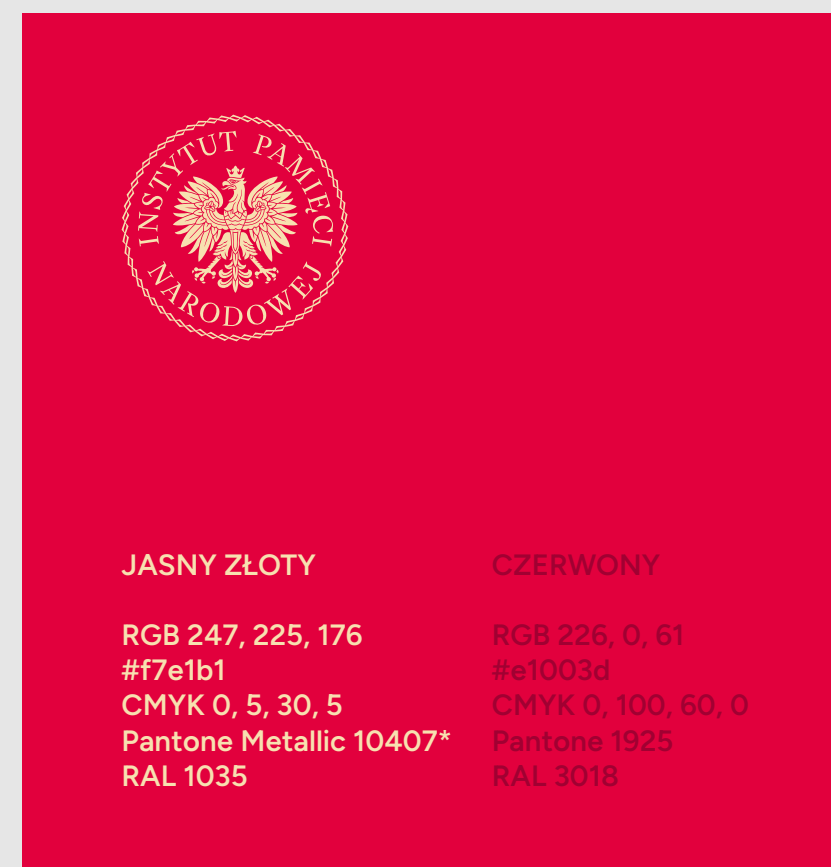 INSTYTUT PAMIĘCI
NARODOWEJ
JASNY ZŁOTY
RGB 247, 225, 176
#f7e1b1
CMYK 0, 5, 30, 5
Pantone Metallic 10407*
RAL 1035
CZERWONY
RGB 226, 0, 61
#e1003d
CMYK 0, 100, 60, 0
Pantone 1925
RAL 3018